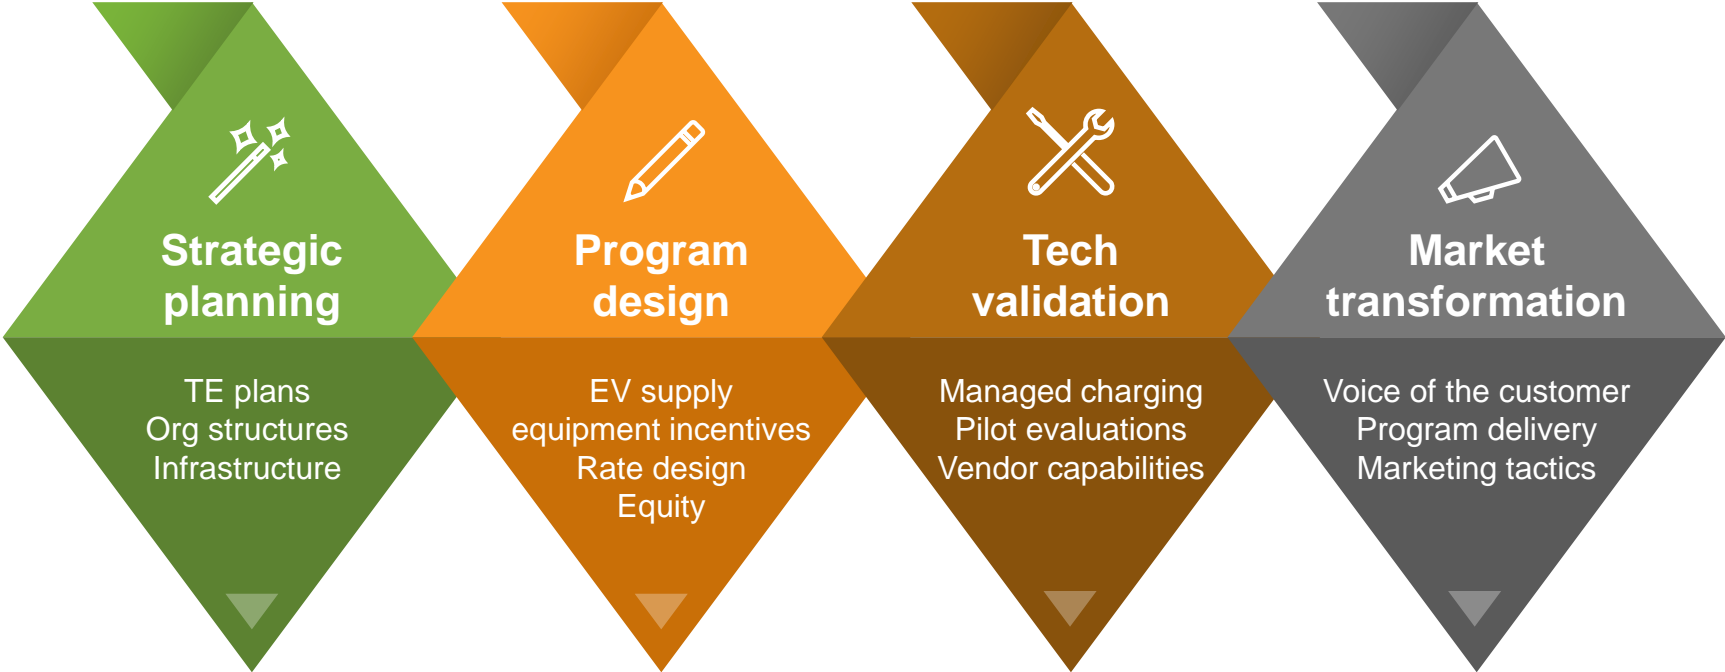 Strategic
planning
TE plans
Org structures
Infrastructure
Program
design
EV supply
equipment incentives
Rate design
Equity
Tech
validation
Managed charging
Pilot evaluations
Vendor capabilities
Market
transformation
Voice of the customer
Program delivery
Marketing tactics